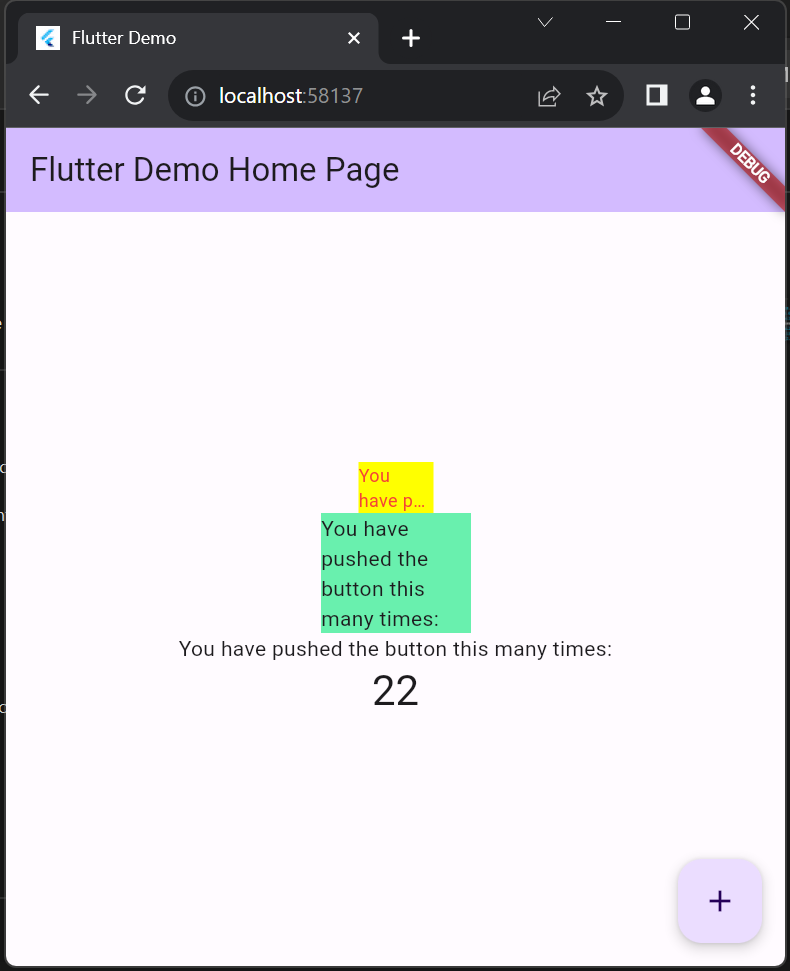 Flutter Demo
localhost:58137
Flutter Demo Home Page
DEBUG
You
have p…
You have
pushed the
button this
many times:
You have pushed the button this many times:
22